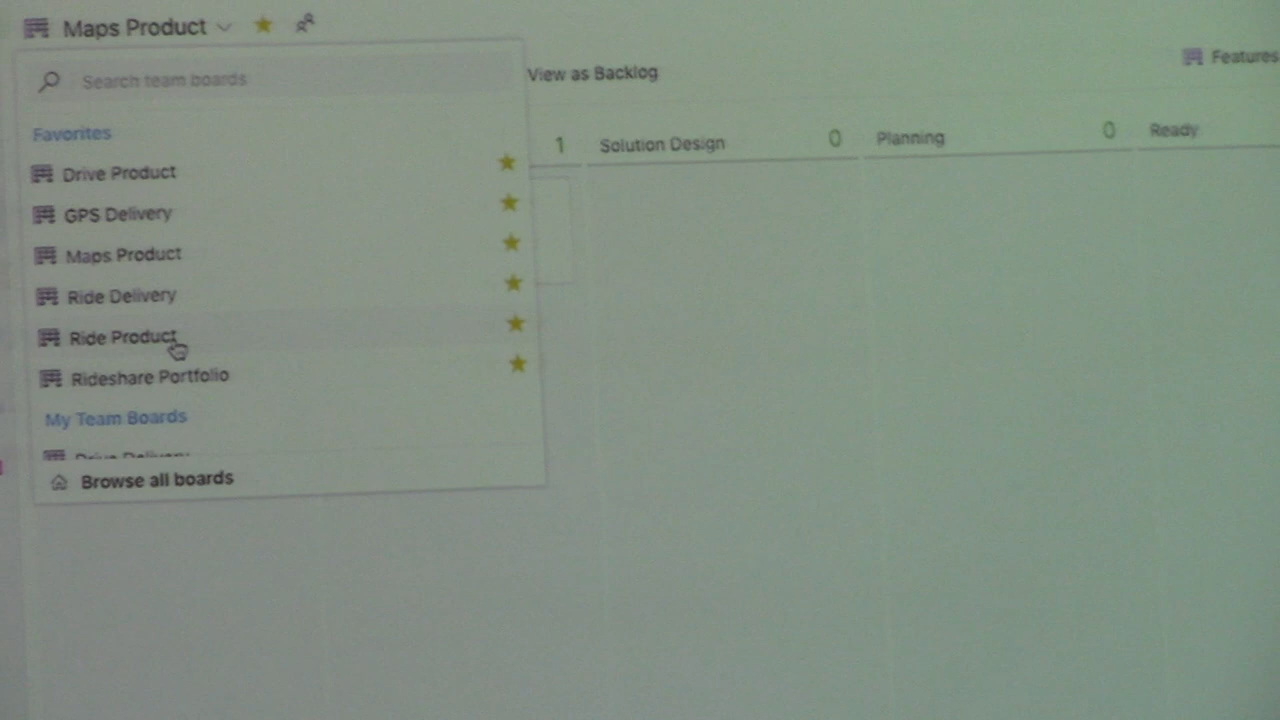 Maps Product
Search team boards
View as Backlog
Features
Favorites
1
Solution Design
0
Planning
0
Ready
Drive Product
GPS Delivery
Maps Product
Ride Delivery
Ride Product
Rideshare Portfolio
My Team Boards
Drive Delivery
Browse all boards